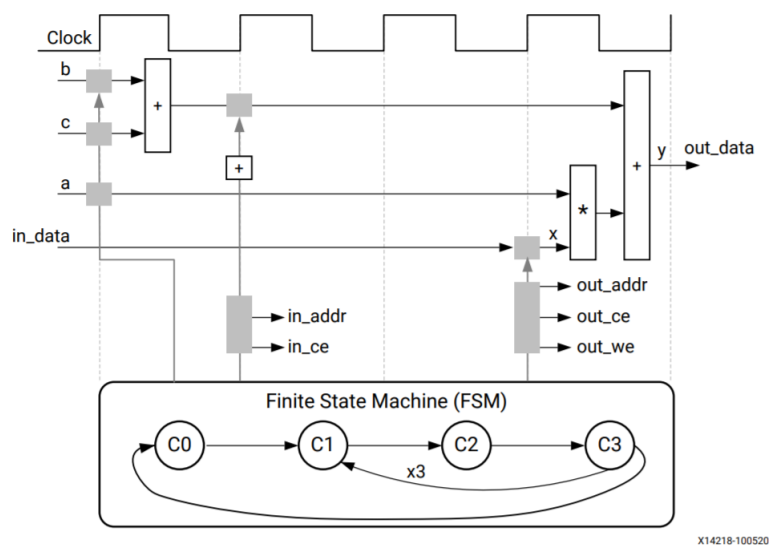 Clock
b
+
c
+
a
*
+
y
out_data
in_data
x
in_addr
in_ce
out_addr
out_ce
out_we
Finite State Machine (FSM)
C0
C1
C2
C3
x3
X14218-100520